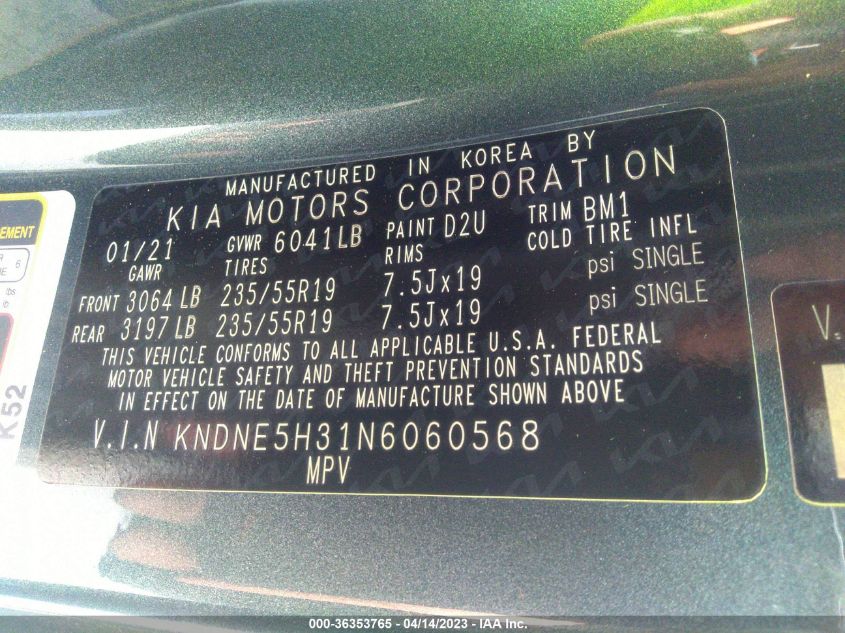 MANUFACTURED IN KOREA BY
KIA MOTORS CORPORATION
01/21 GVWR 6041LB PAINT D2U TRIM BM1
GAWR TIRES RIMS COLD TIRE INFL
FRONT 3064 LB 235/55R19 7.5Jx19 psi SINGLE
REAR 3197 LB 235/55R19 7.5Jx19 psi SINGLE
THIS VEHICLE CONFORMS TO ALL APPLICABLE U.S.A. FEDERAL
MOTOR VEHICLE SAFETY AND THEFT PREVENTION STANDARDS
IN EFFECT ON THE DATE OF MANUFACTURE SHOWN ABOVE
V.I.N KNDNE5H31N6060568
MPV
6
lbs
lb
K52
V.
000-36353765 - 04/14/2023 - IAA Inc.